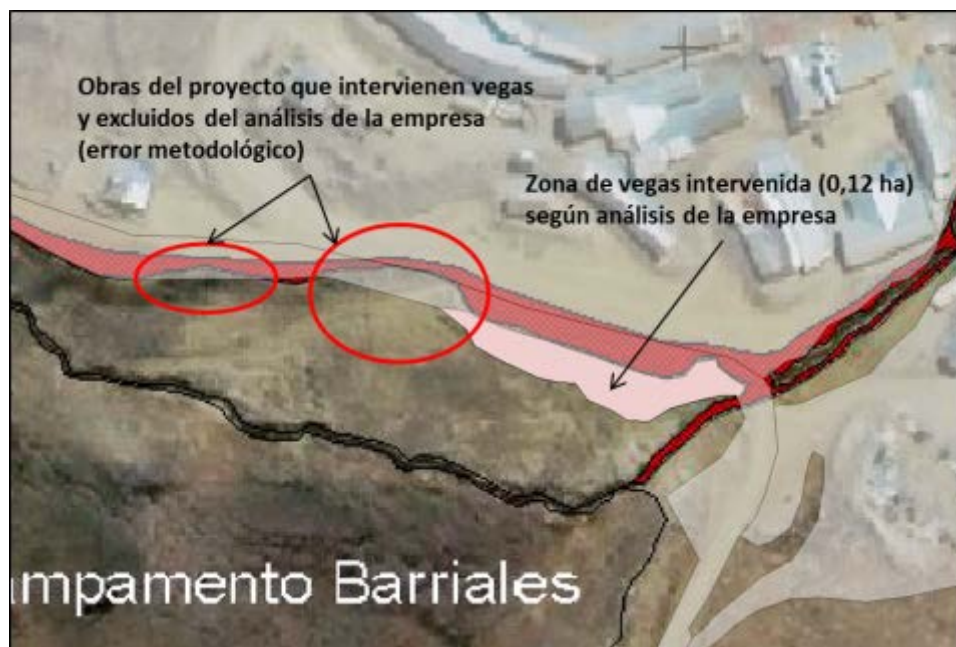 Obras del proyecto que intervienen vegas
y excluidos del análisis de la empresa
(error metodológico)
Zona de vegas intervenida (0,12 ha)
según análisis de la empresa
ampamento Barriales